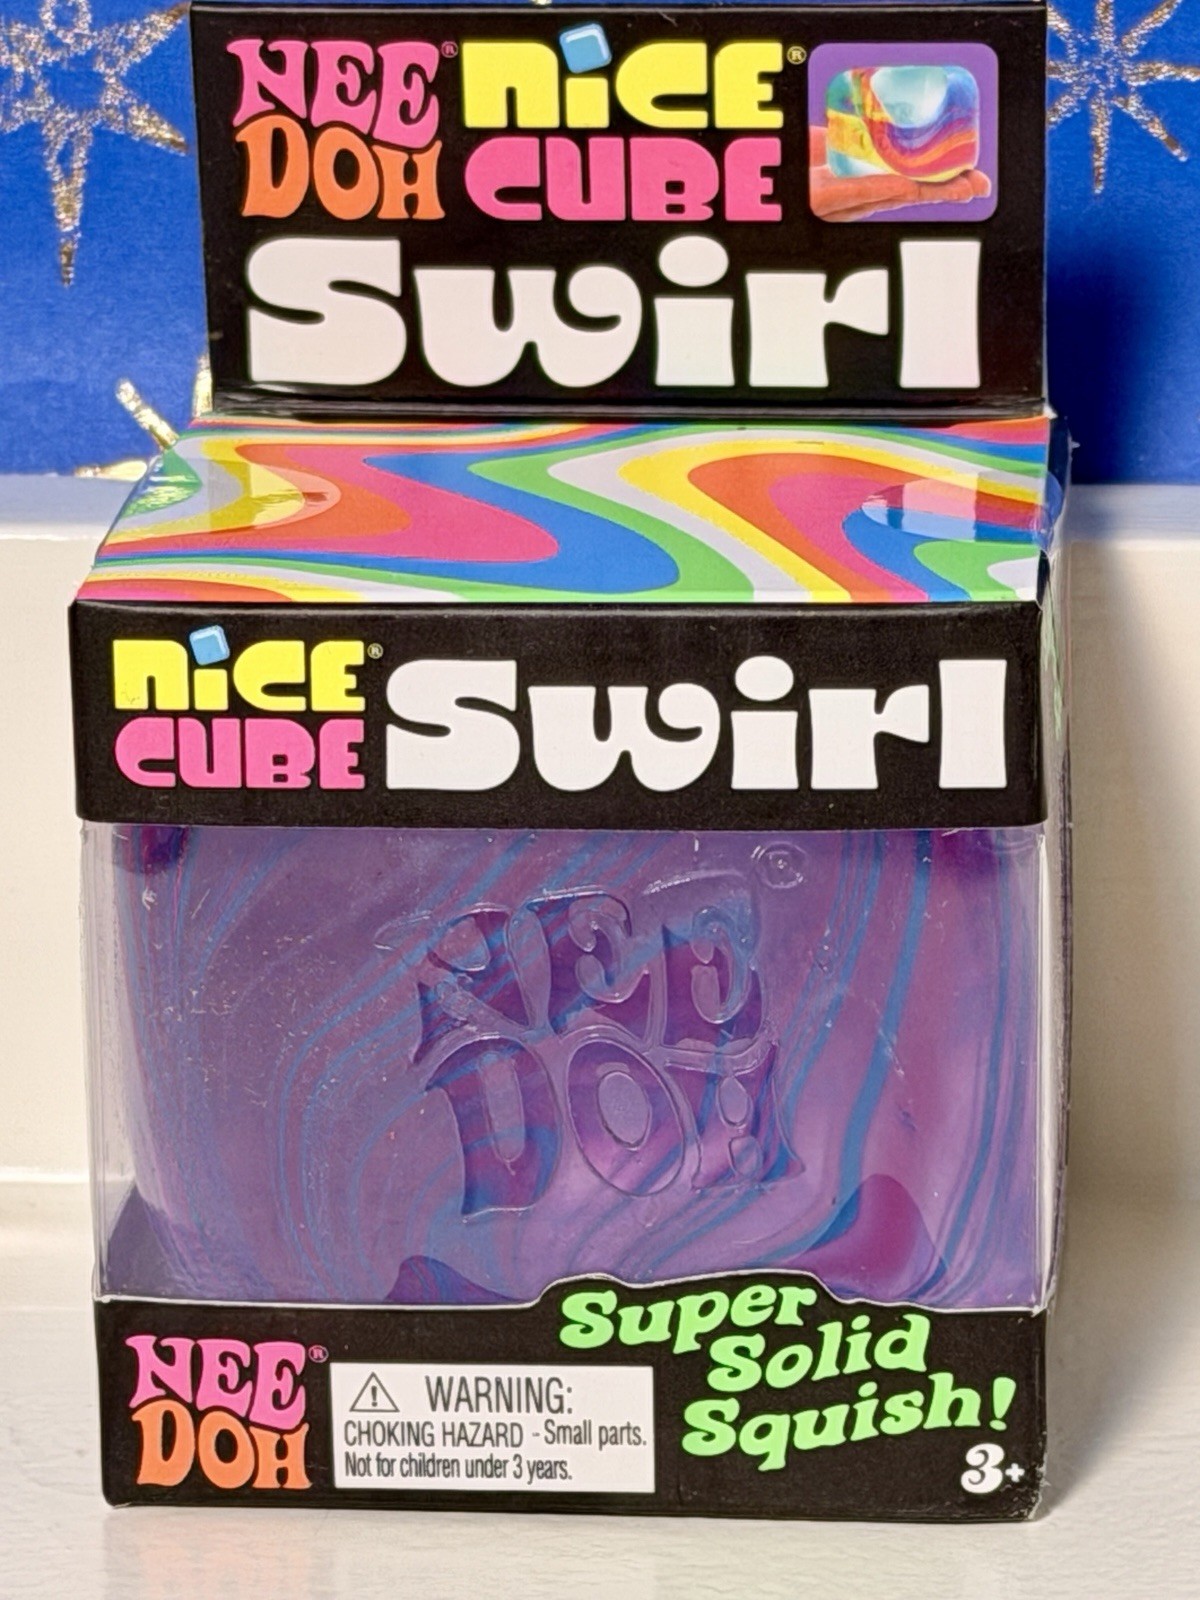 NEE® NICE®
DOH CUBE
Swirl
NICE®
CUBE Swirl
®
NEE
DOH
Super
Solid
Squish!
NEE®
DOH
⚠ WARNING:
CHOKING HAZARD - Small parts.
Not for children under 3 years.
3+